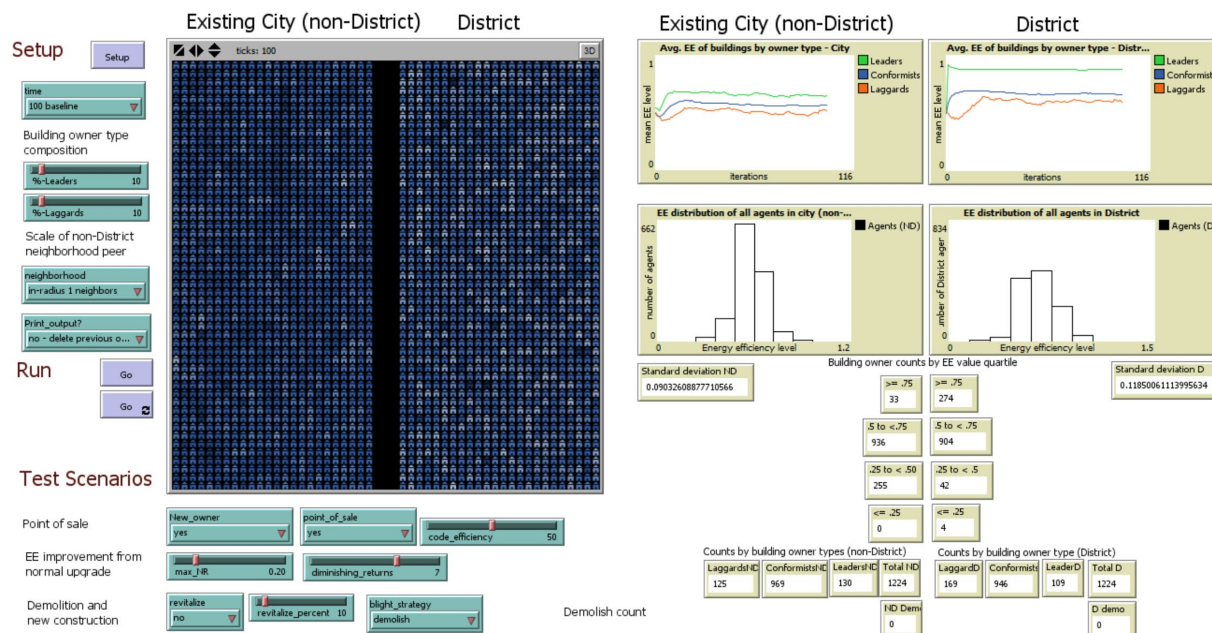 Existing City (non-District)
District
Setup
Setup
ticks: 100
3D
time
100 baseline
Building owner type
composition
%-Leaders
10
%-Laggards
10
Scale of non-District
neighborhood peer
neighborhood
in-radius 1 neighbors
Print_output?
no - delete previous o...
Run
Go
Go
Test Scenarios
Point of sale
New_owner
yes
point_of_sale
yes
code_efficiency
50
EE improvement from
normal upgrade
max_NR
0.20
diminishing_returns
7
Demolition and
new construction
revitalize
no
revitalize_percent
10
blight_strategy
demolish
Demolish count
Existing City (non-District)
District
Avg. EE of buildings by owner type - City
1
mean EE level
0
0
iterations
116
Leaders
Conformists
Laggards
Avg. EE of buildings by owner type - Distr...
1
mean EE level
0
0
iterations
116
Leaders
Conformists
Laggards
EE distribution of all agents in city (non-...
662
number of agents
0
0
Energy efficiency level
1.2
Agents (ND)
EE distribution of all agents in District
834
umber of District ager
0
0
Energy efficiency level
1.5
Agents (D
Building owner counts by EE value quartile
Standard deviation ND
0.09032608877710566
Standard deviation D
0.11850061113995634
>= .75
33
>= .75
274
.5 to <.75
936
.5 to < .75
904
.25 to < .50
255
.25 to < .5
42
<= .25
0
<= .25
4
Counts by building owner types (non-District)
LaggardsND
125
ConformistsND
969
LeadersND
130
Total ND
1224
ND Demo
0
Counts by building owner type (District)
LaggardD
169
Conformists
946
LeaderD
109
Total D
1224
D demo
0